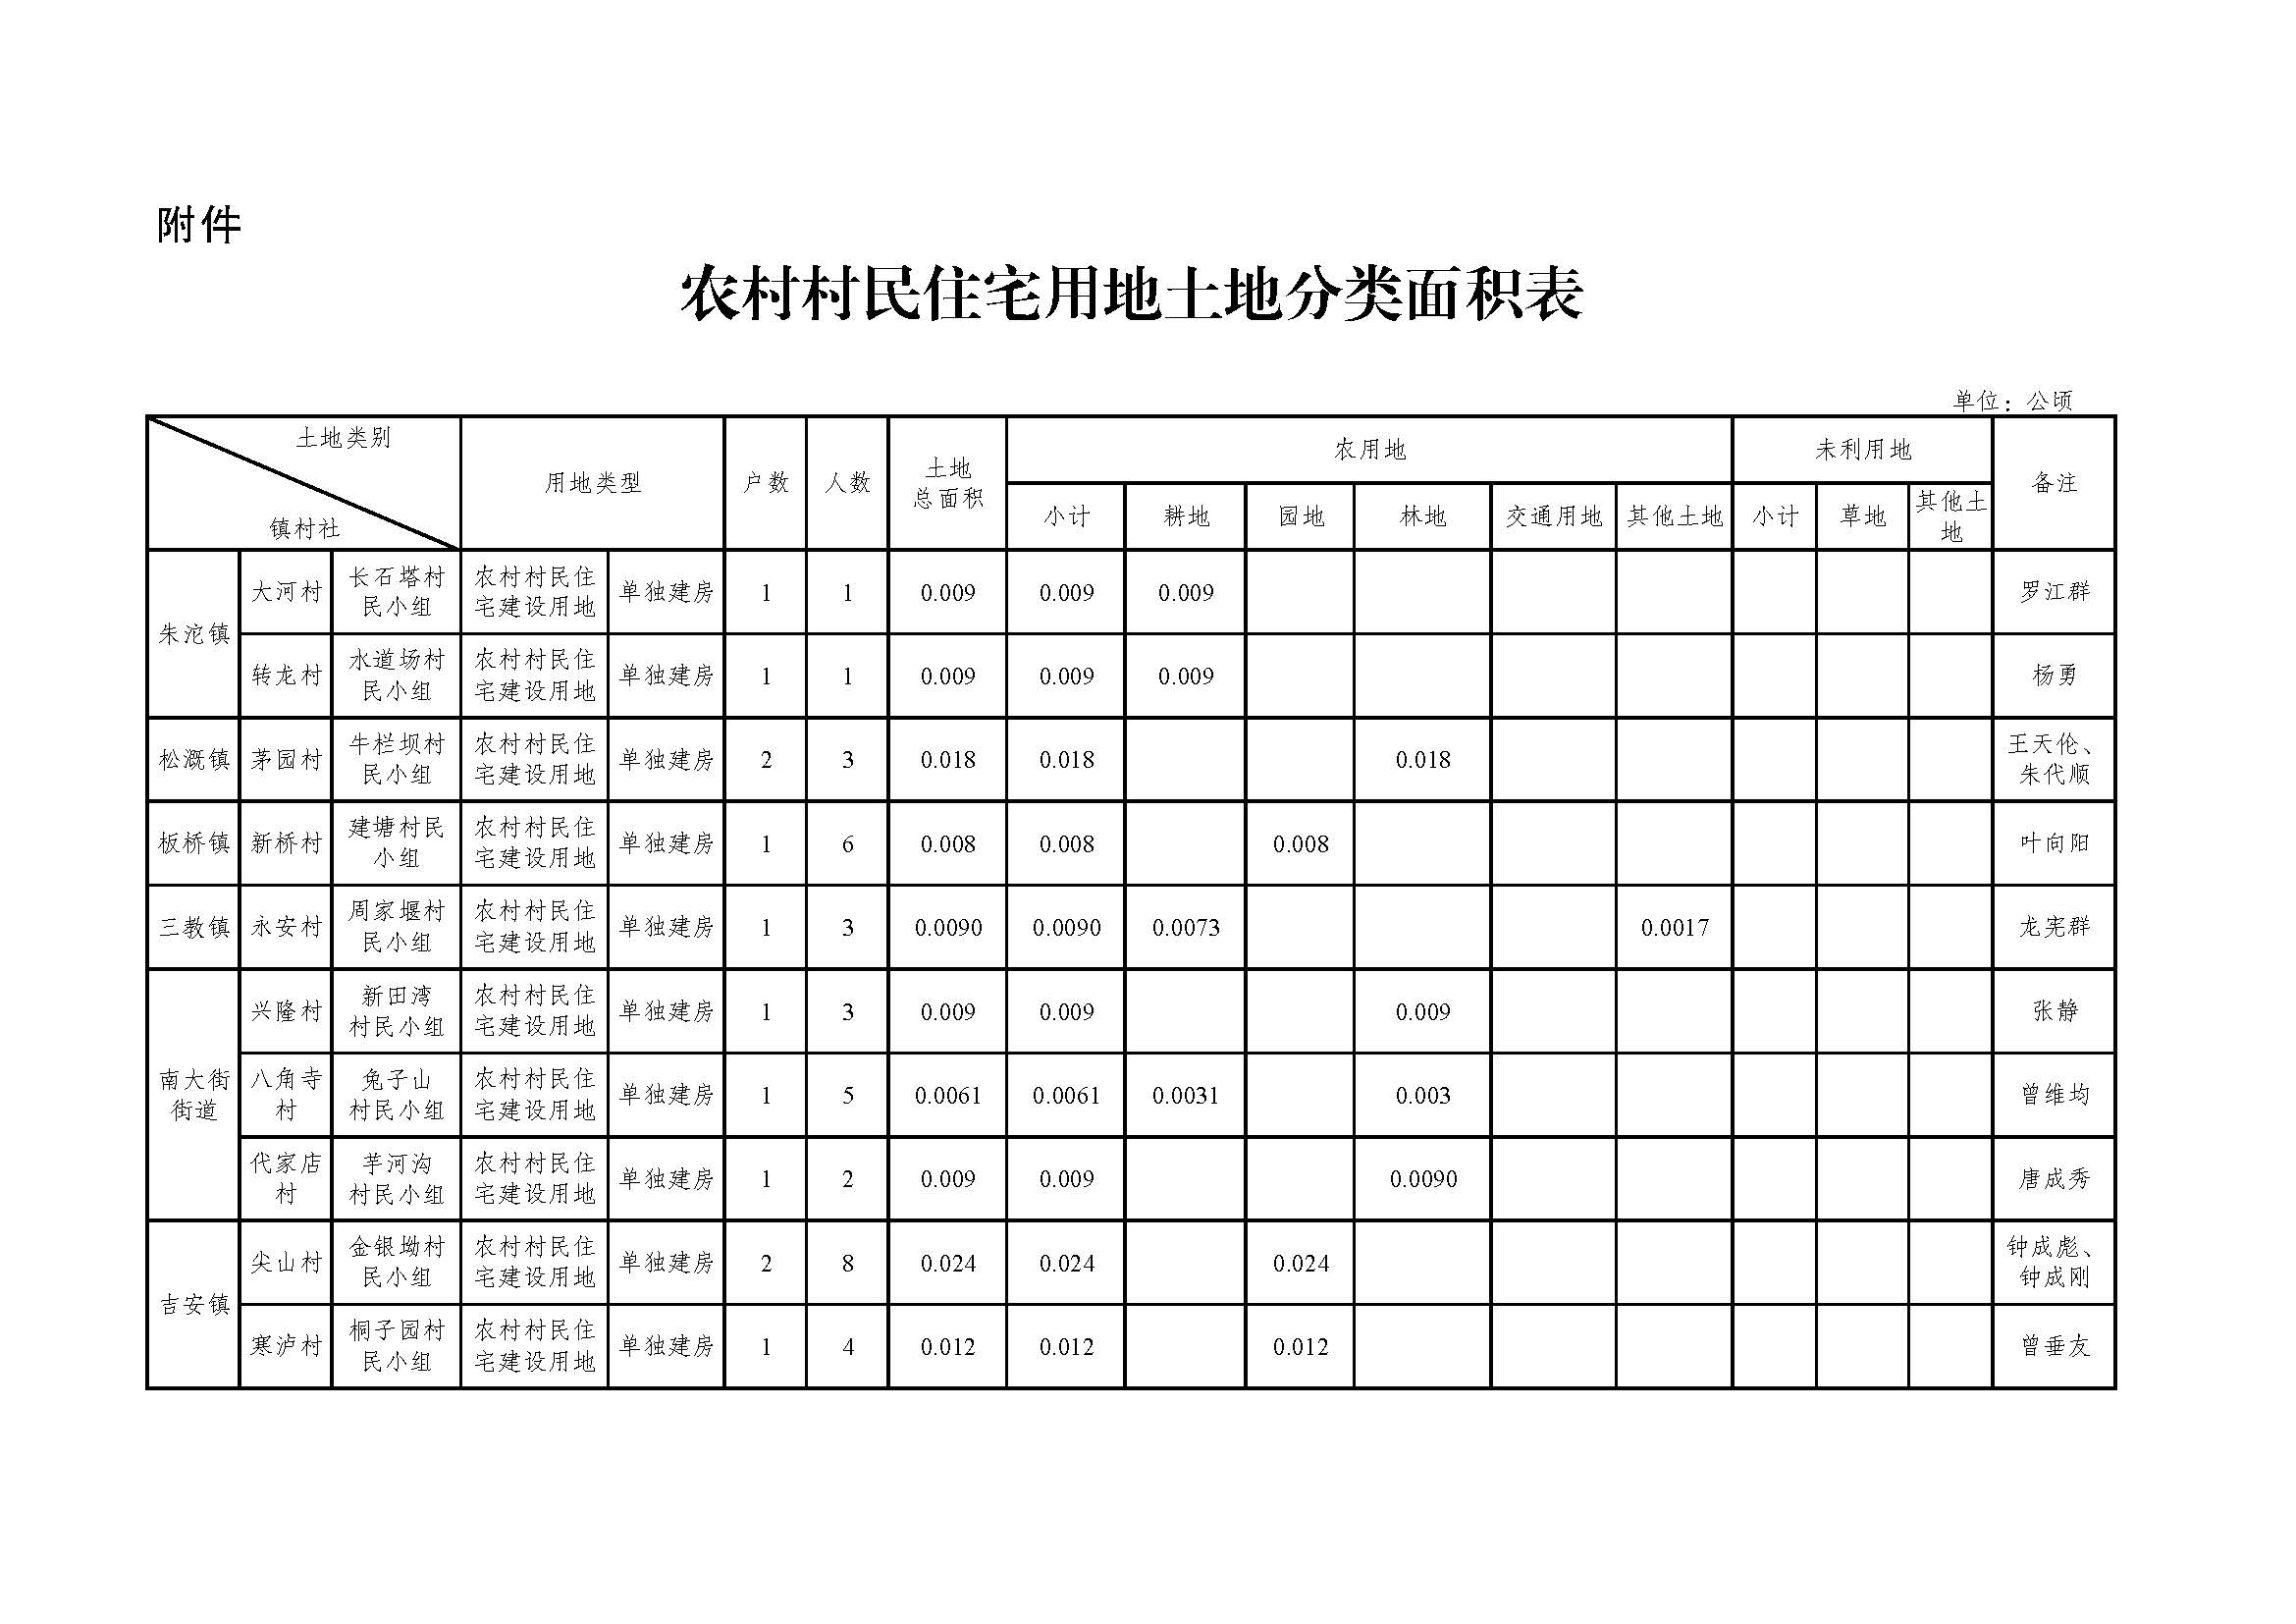 附件
农村村民住宅用地土地分类面积表
单位：公顷
土地类别
镇村社
用地类型
户数
人数
土地
总面积
农用地
未利用地
备注
小计
耕地
园地
林地
交通用地
其他土地
小计
草地
其他土
地
朱沱镇
大河村
长石塔村
民小组
农村村民住
宅建设用地
单独建房
1
1
0.009
0.009
0.009
罗江群
转龙村
水道场村
民小组
农村村民住
宅建设用地
单独建房
1
1
0.009
0.009
0.009
杨勇
松溉镇
茅园村
牛栏坝村
民小组
农村村民住
宅建设用地
单独建房
2
3
0.018
0.018
0.018
王天伦、
朱代顺
板桥镇
新桥村
建塘村民
小组
农村村民住
宅建设用地
单独建房
1
6
0.008
0.008
0.008
叶向阳
三教镇
永安村
周家堰村
民小组
农村村民住
宅建设用地
单独建房
1
3
0.0090
0.0090
0.0073
0.0017
龙宪群
南大街
街道
兴隆村
新田湾
村民小组
农村村民住
宅建设用地
单独建房
1
3
0.009
0.009
0.009
张静
八角寺
村
兔子山
村民小组
农村村民住
宅建设用地
单独建房
1
5
0.0061
0.0061
0.0031
0.003
曾维均
代家店
村
芋河沟
村民小组
农村村民住
宅建设用地
单独建房
1
2
0.009
0.009
0.0090
唐成秀
吉安镇
尖山村
金银坳村
民小组
农村村民住
宅建设用地
单独建房
2
8
0.024
0.024
0.024
钟成彪、
钟成刚
寒泸村
桐子园村
民小组
农村村民住
宅建设用地
单独建房
1
4
0.012
0.012
0.012
曾垂友